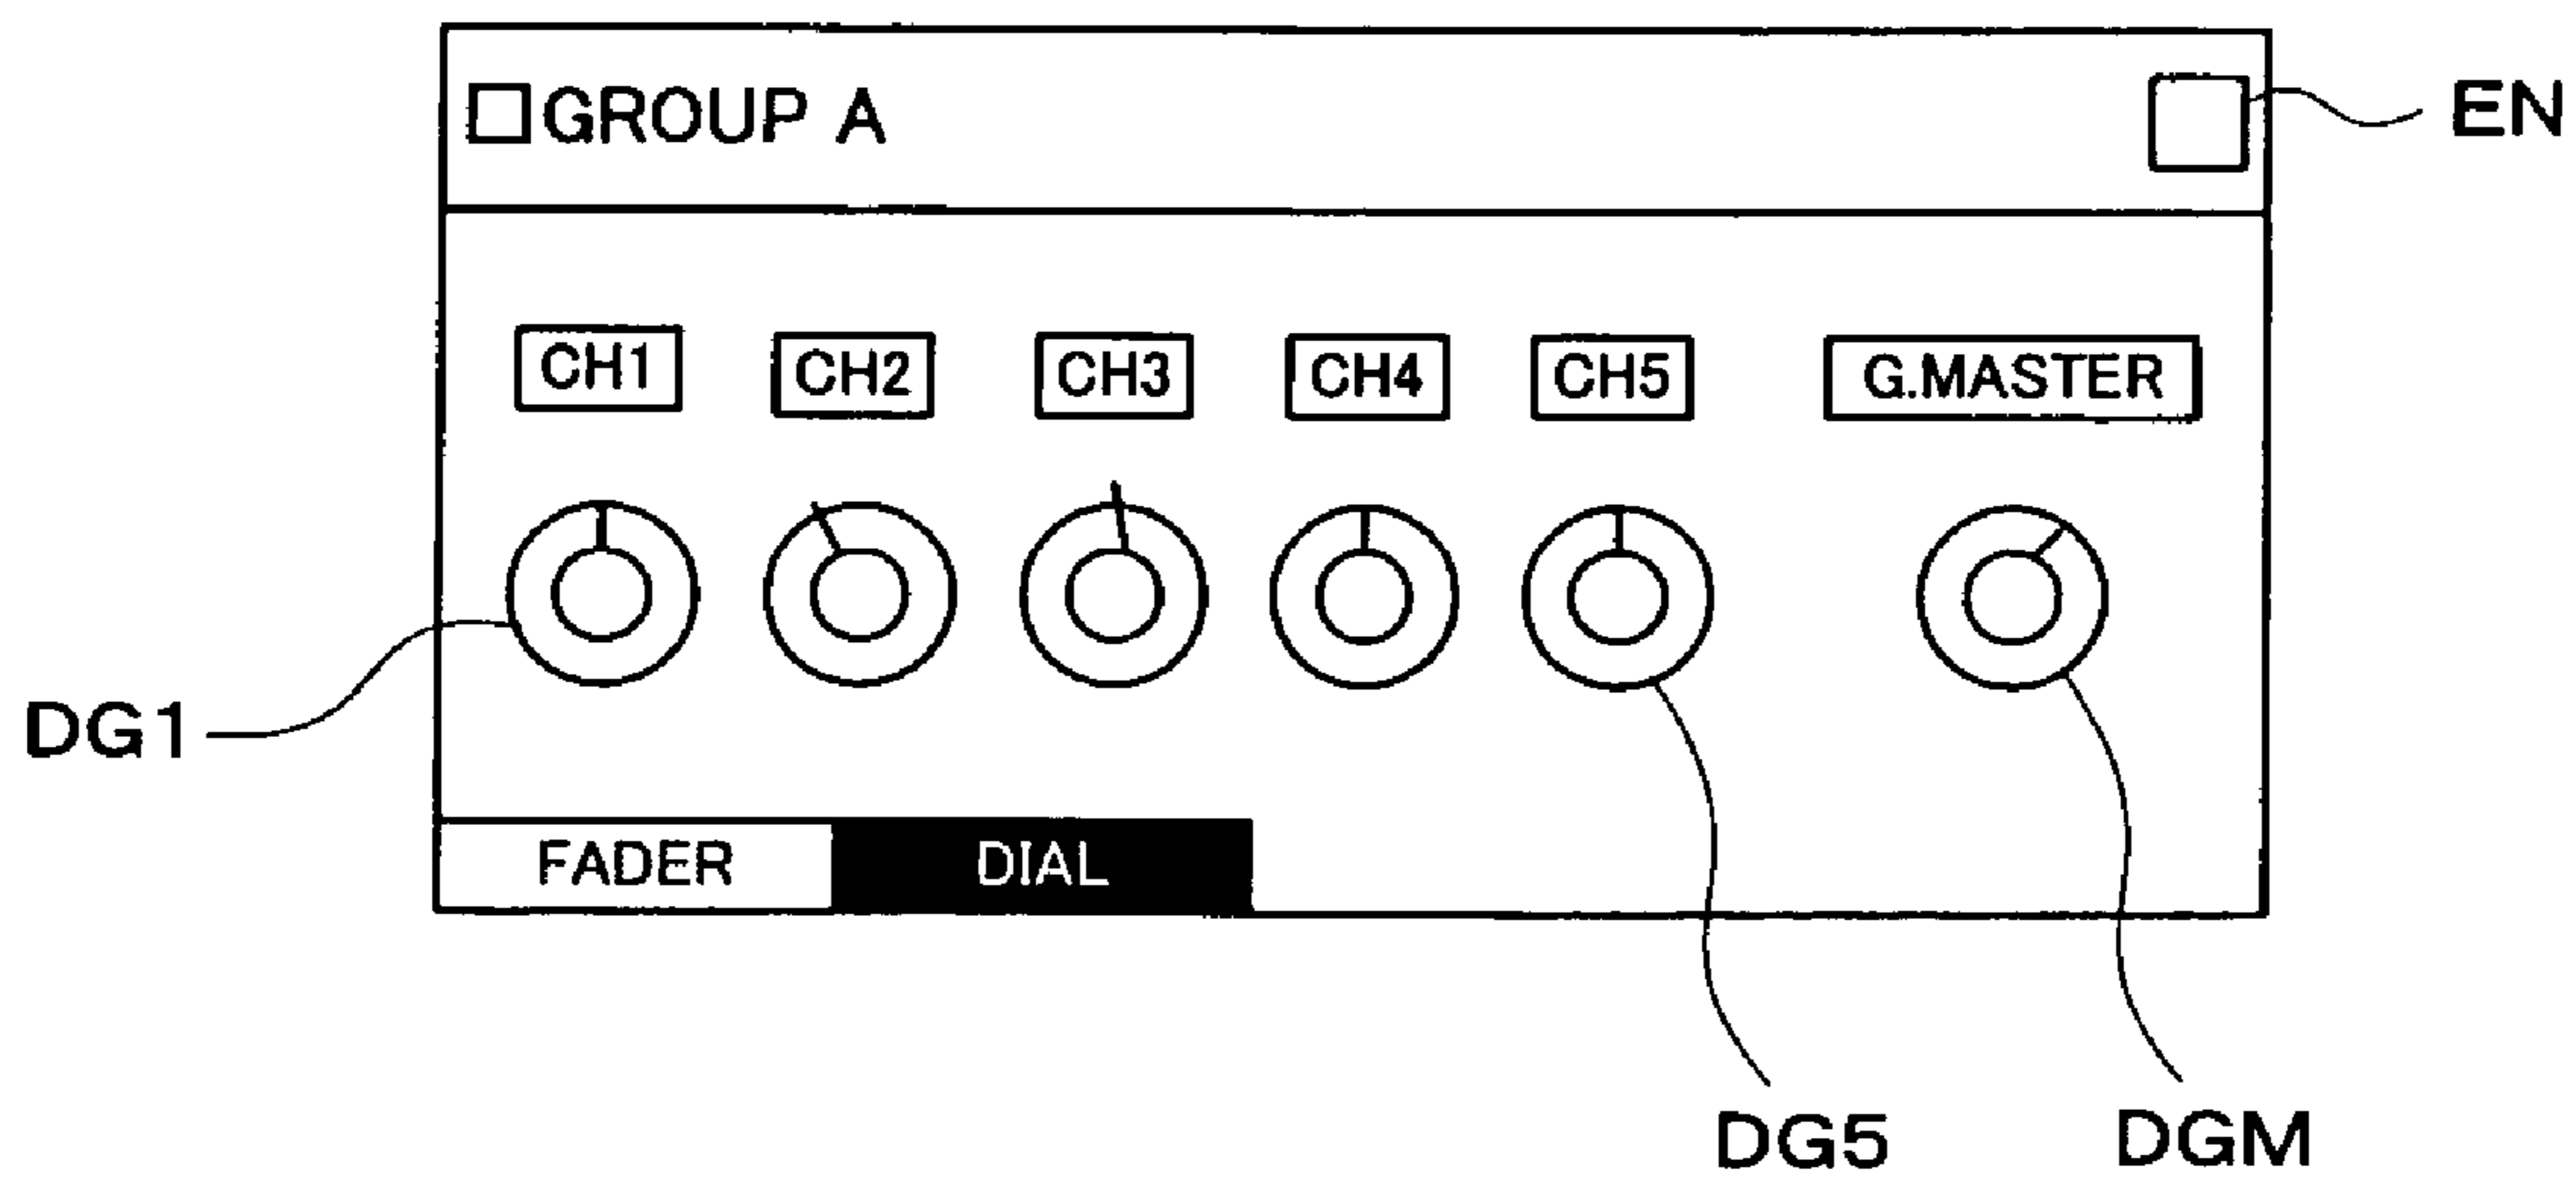 GROUP A
EN
CH1 CH2 CH3 CH4 CH5 G.MASTER
DG1
FADER DIAL
DG5 DGM